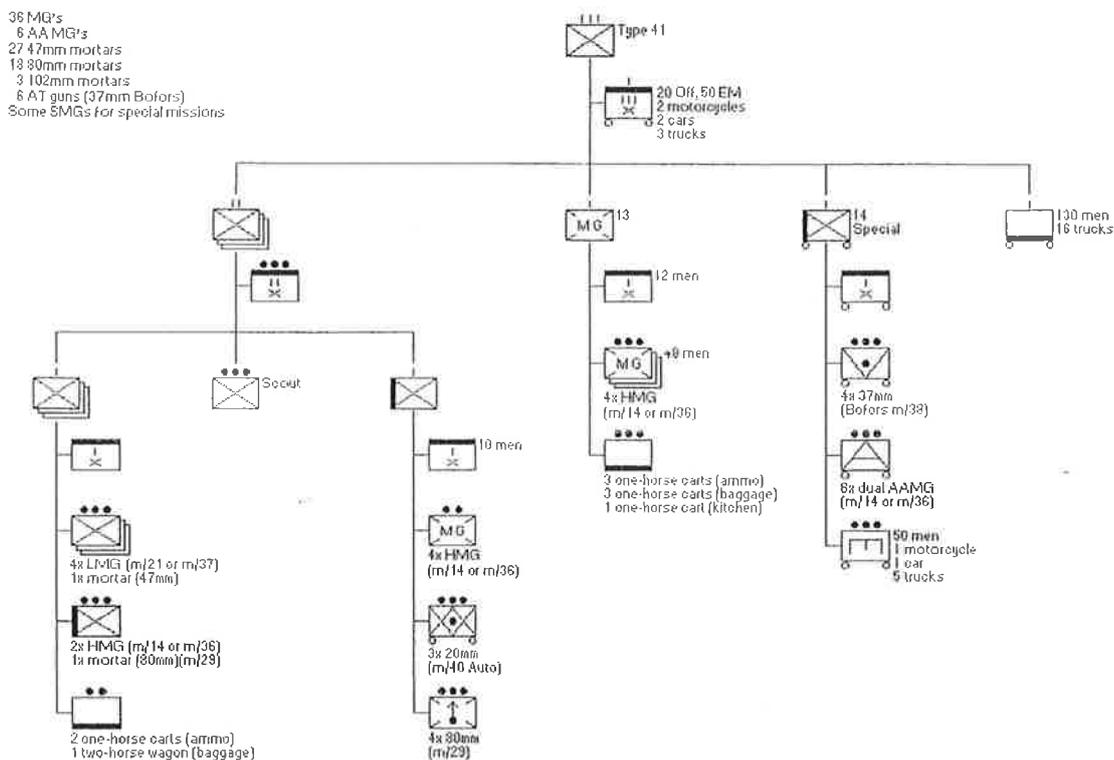 36 MG's
6 AA MG's
27 47mm mortars
18 80mm mortars
3 102mm mortars
6 AT guns (37mm Bofors)
Some SMGs for special missions
Type 41
20 Off, 50 EM
2 motorcycles
2 cars
3 trucks
MG
13
14
Special
130 men
16 trucks
12 men
MG
48 men
4x HMG
(m/14 or m/36)
3 one-horse carts (ammo)
3 one-horse carts (baggage)
1 one-horse cart (kitchen)
4x 37mm
(Bofors m/38)
6x dual AAMG
(m/14 or m/36)
50 men
1 motorcycle
1 car
5 trucks
Scout
4x LMG (m/21 or m/37)
1x mortar (47mm)
2x HMG (m/14 or m/36)
1x mortar (80mm)(m/29)
2 one-horse carts (ammo)
1 two-horse wagon (baggage)
10 men
MG
4x HMG
(m/14 or m/36)
3x 20mm
(m/40 Auto)
4x 80mm
(m/29)